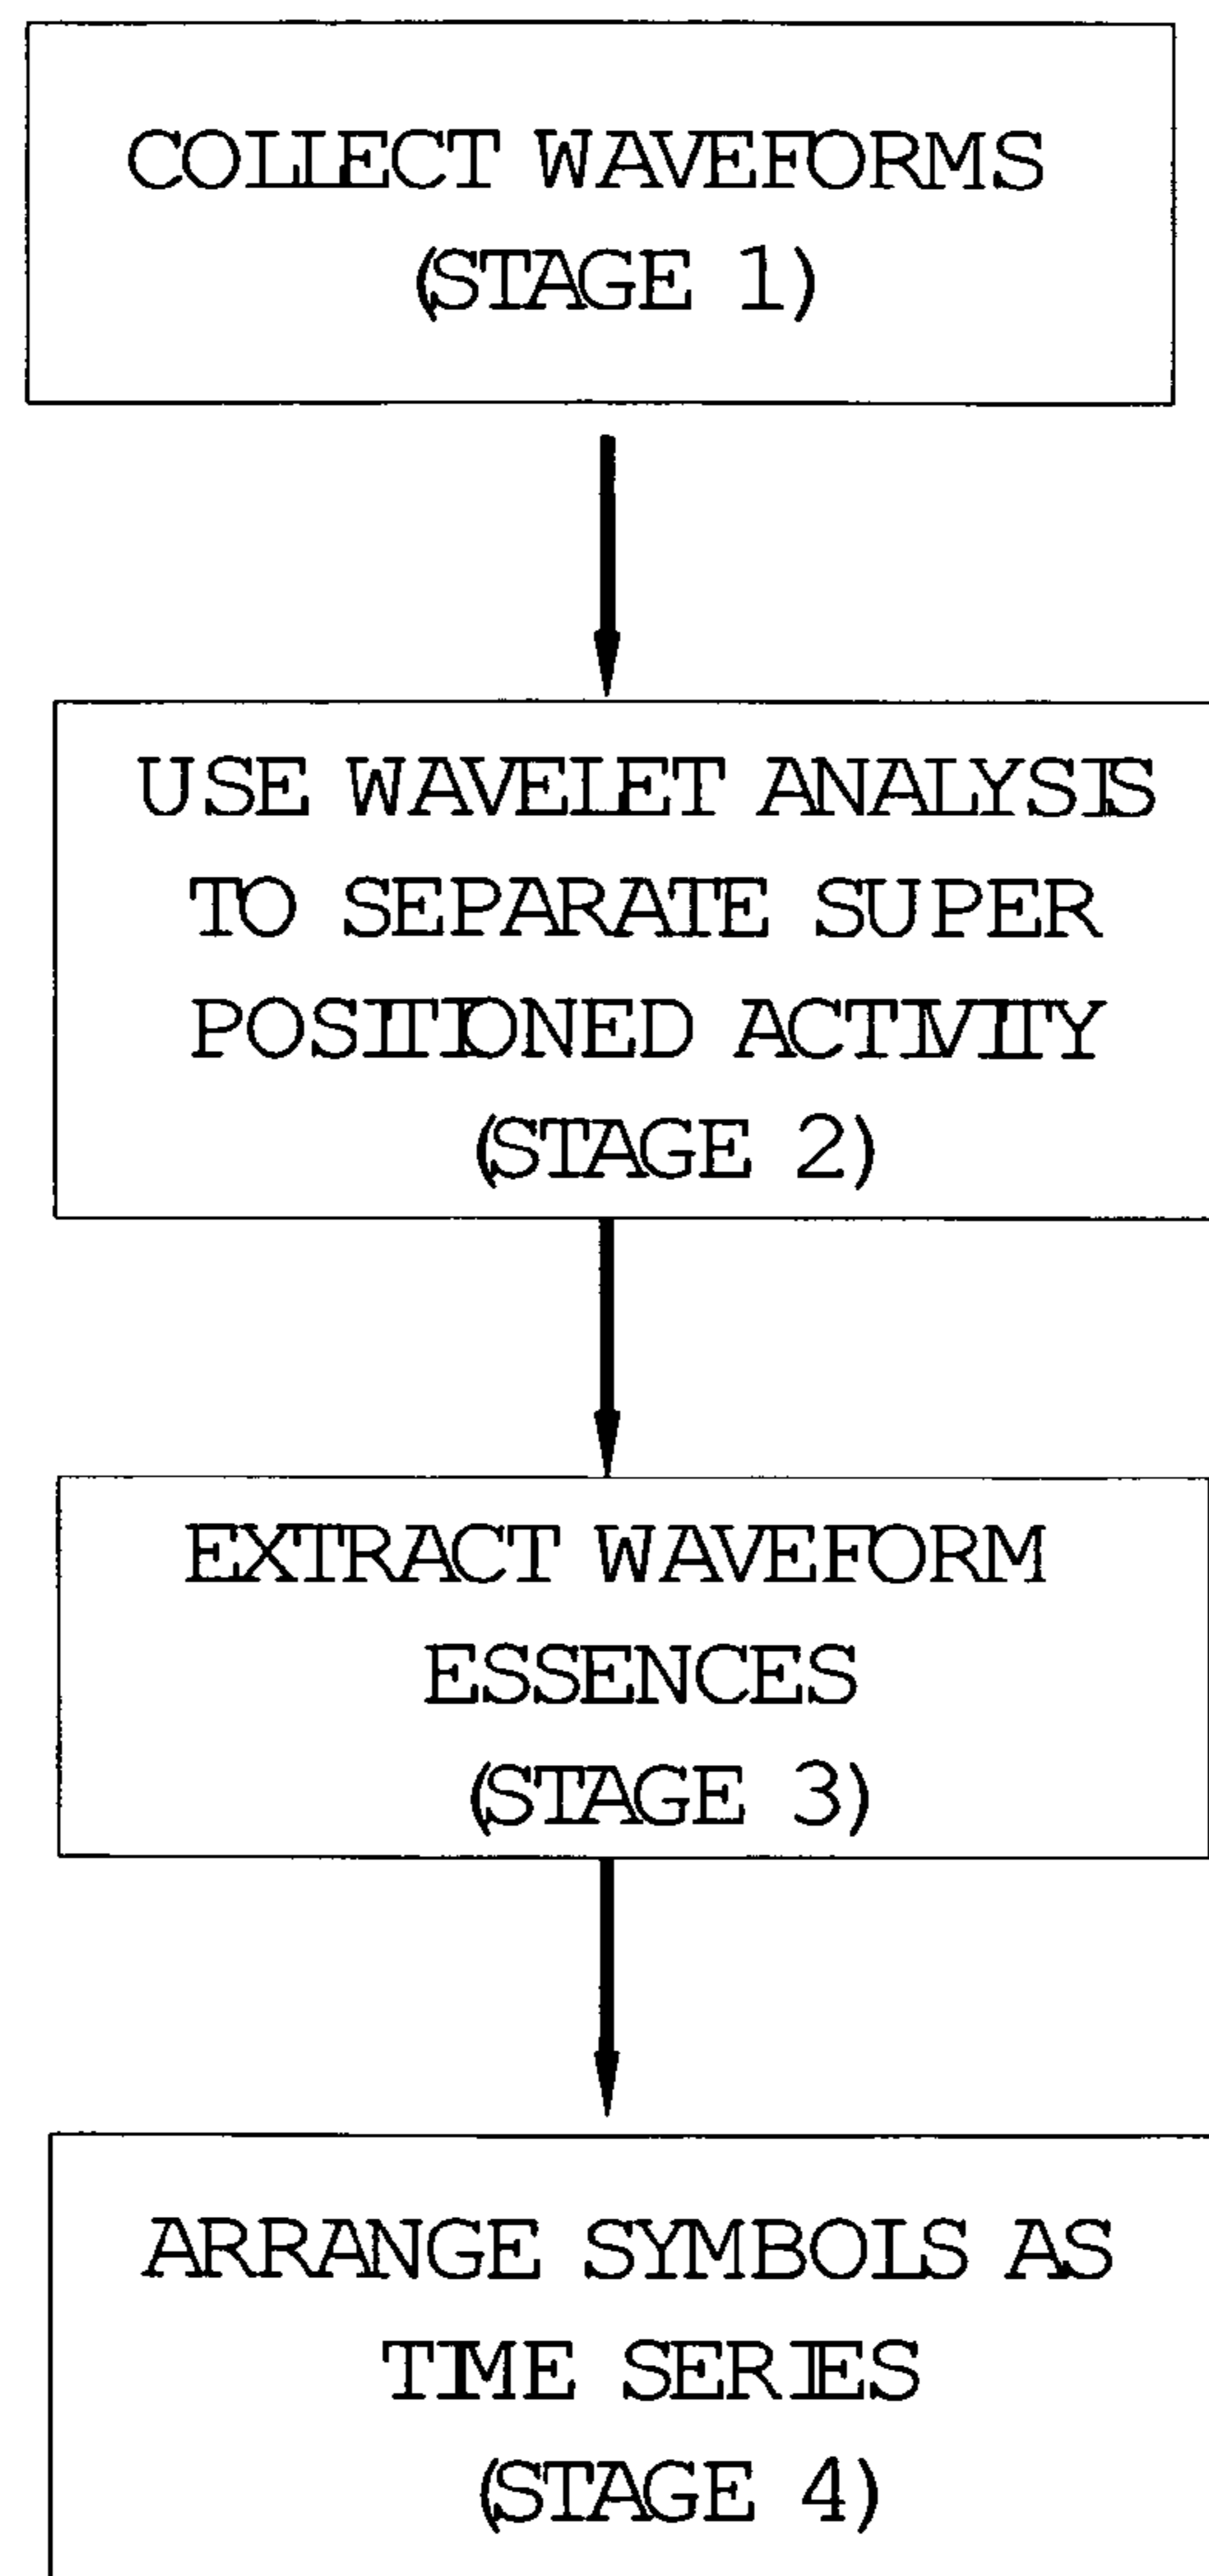 COLLECT WAVEFORMS
(STAGE 1)
USE WAVELET ANALYSIS
TO SEPARATE SUPER
POSITIONED ACTIVITY
(STAGE 2)
EXTRACT WAVEFORM
ESSENCES
(STAGE 3)
ARRANGE SYMBOLS AS
TIME SERIES
(STAGE 4)